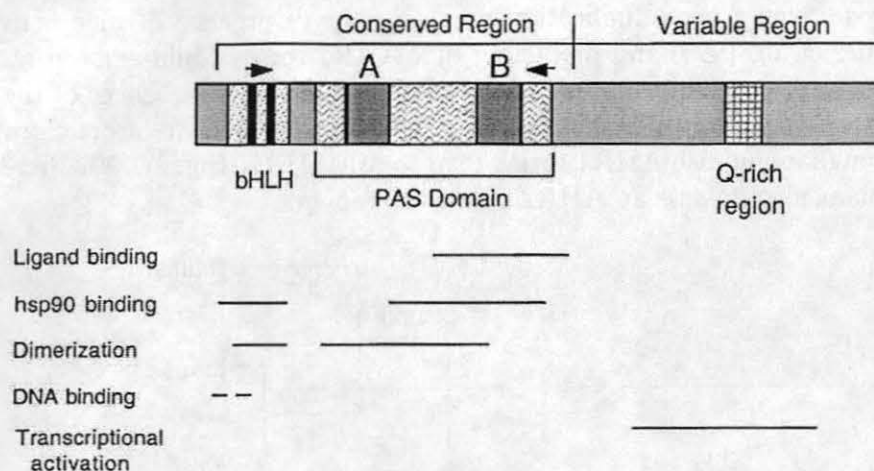 Conserved Region
Variable Region
A
B
bHLH
PAS Domain
Q-rich
region
Ligand binding
hsp90 binding
Dimerization
DNA binding
Transcriptional
activation